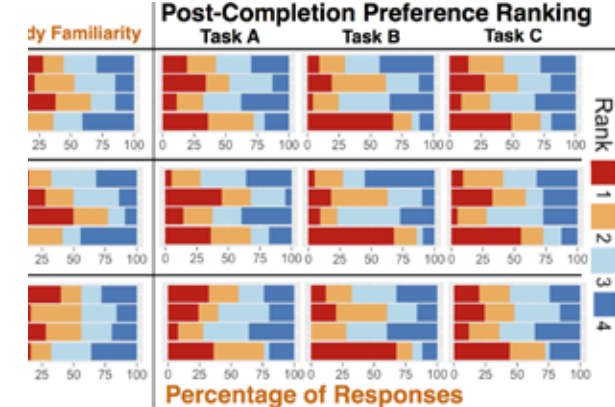 Post-Completion Preference Ranking
dy Familiarity
Task A Task B Task C
25 50 75 100 0 25 50 75 100 0 25 50 75 100 0 25 50 75 100
25 50 75 100 0 25 50 75 100 0 25 50 75 100 0 25 50 75 100
25 50 75 100 0 25 50 75 100 0 25 50 75 100 0 25 50 75 100
Percentage of Responses
Rank
1
2
3
4